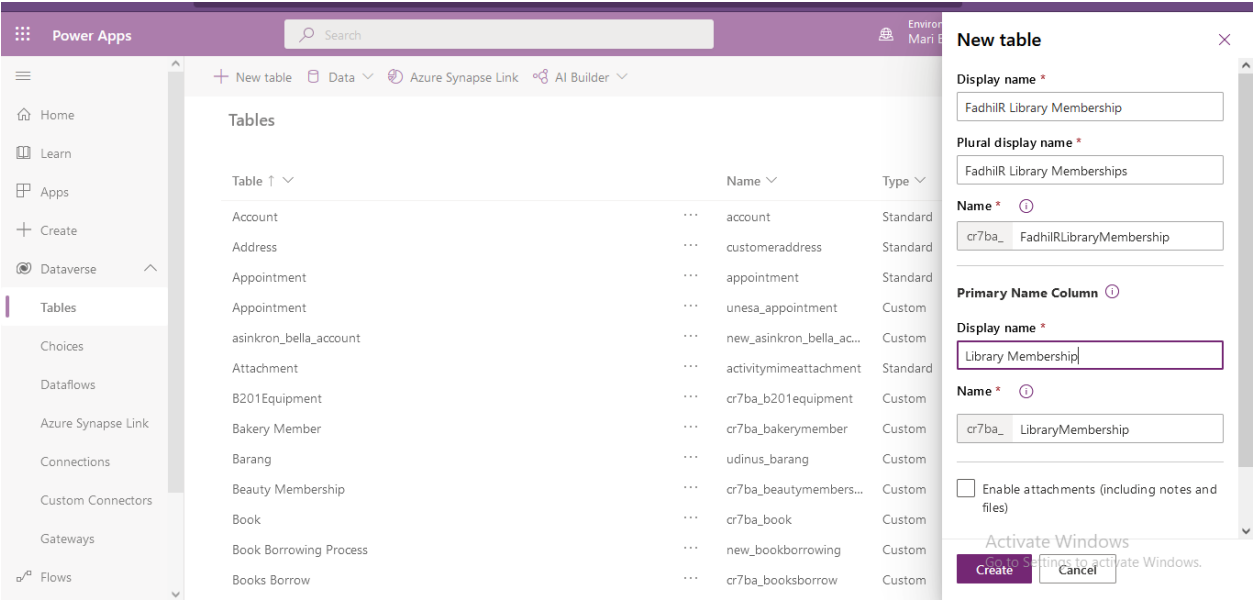 Power Apps
Search
Environ
Mari B
New table
Data
Azure Synapse Link
AI Builder
Home
Learn
Apps
Create
Dataverse
Tables
Choices
Dataflows
Azure Synapse Link
Connections
Custom Connectors
Gateways
Flows
Tables
Table ↑ Name Type
Account ... account Standard
Address ... customeraddress Standard
Appointment ... appointment Standard
Appointment ... unesa_appointment Custom
asinkron_bella_account ... new_asinkron_bella_ac... Custom
Attachment ... activitymimeattachment Standard
B201Equipment ... cr7ba_b201equipment Custom
Bakery Member ... cr7ba_bakerymember Custom
Barang ... udinus_barang Custom
Beauty Membership ... cr7ba_beautymembers... Custom
Book ... cr7ba_book Custom
Book Borrowing Process ... new_bookborrowing Custom
Books Borrow ... cr7ba_booksborrow Custom
New table
Display name *
FadhilR Library Membership
Plural display name *
FadhilR Library Memberships
Name *
cr7ba_ FadhilRLibraryMembership
Primary Name Column
Display name *
Library Membership
Name *
cr7ba_ LibraryMembership
Enable attachments (including notes and
files)
Activate Windows
Go to Settings to activate Windows.
Create Cancel